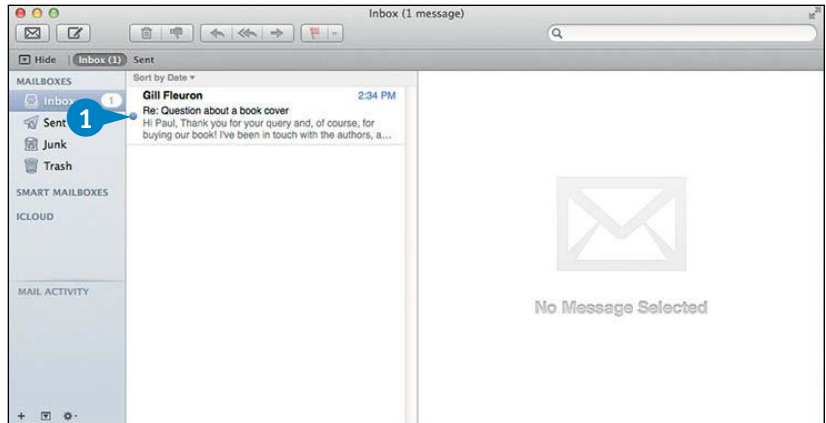 Inbox (1 message)
Hide
Inbox (1)
Sent
MAILBOXES
Inbox
1
Sent
1
Junk
Trash
SMART MAILBOXES
ICLOUD
MAIL ACTIVITY
Sort by Date
Gill Fleuron 2:34 PM
Re: Question about a book cover
Hi Paul, Thank you for your query and, of course, for
buying our book! I've been in touch with the authors, a...
No Message Selected